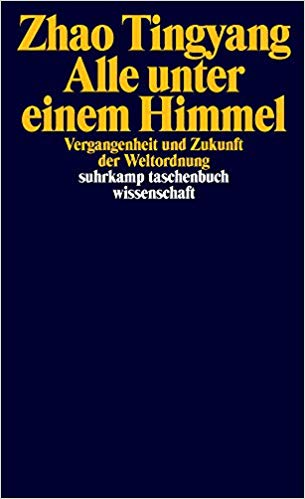 Zhao Tingyang
Alle unter
einem Himmel
Vergangenheit und Zukunft
der Weltordnung
suhrkamp taschenbuch
wissenschaft